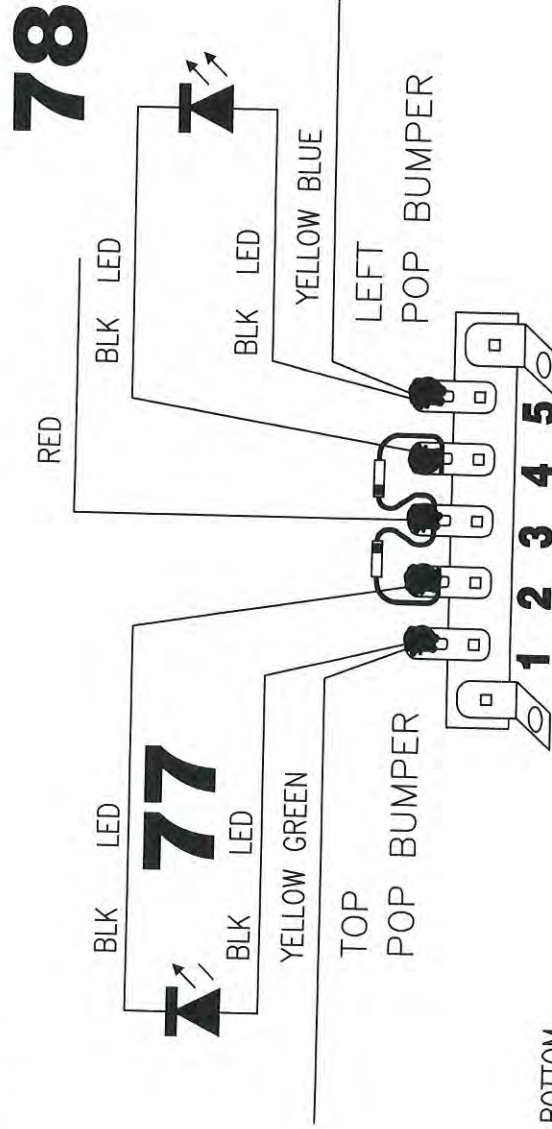 78
RED
BLK LED
BLK LED
YELLOW BLUE
LEFT
POP BUMPER
BLK LED
77
BLK LED
YELLOW GREEN
TOP
POP BUMPER
1 2 3 4 5
BOTTOM